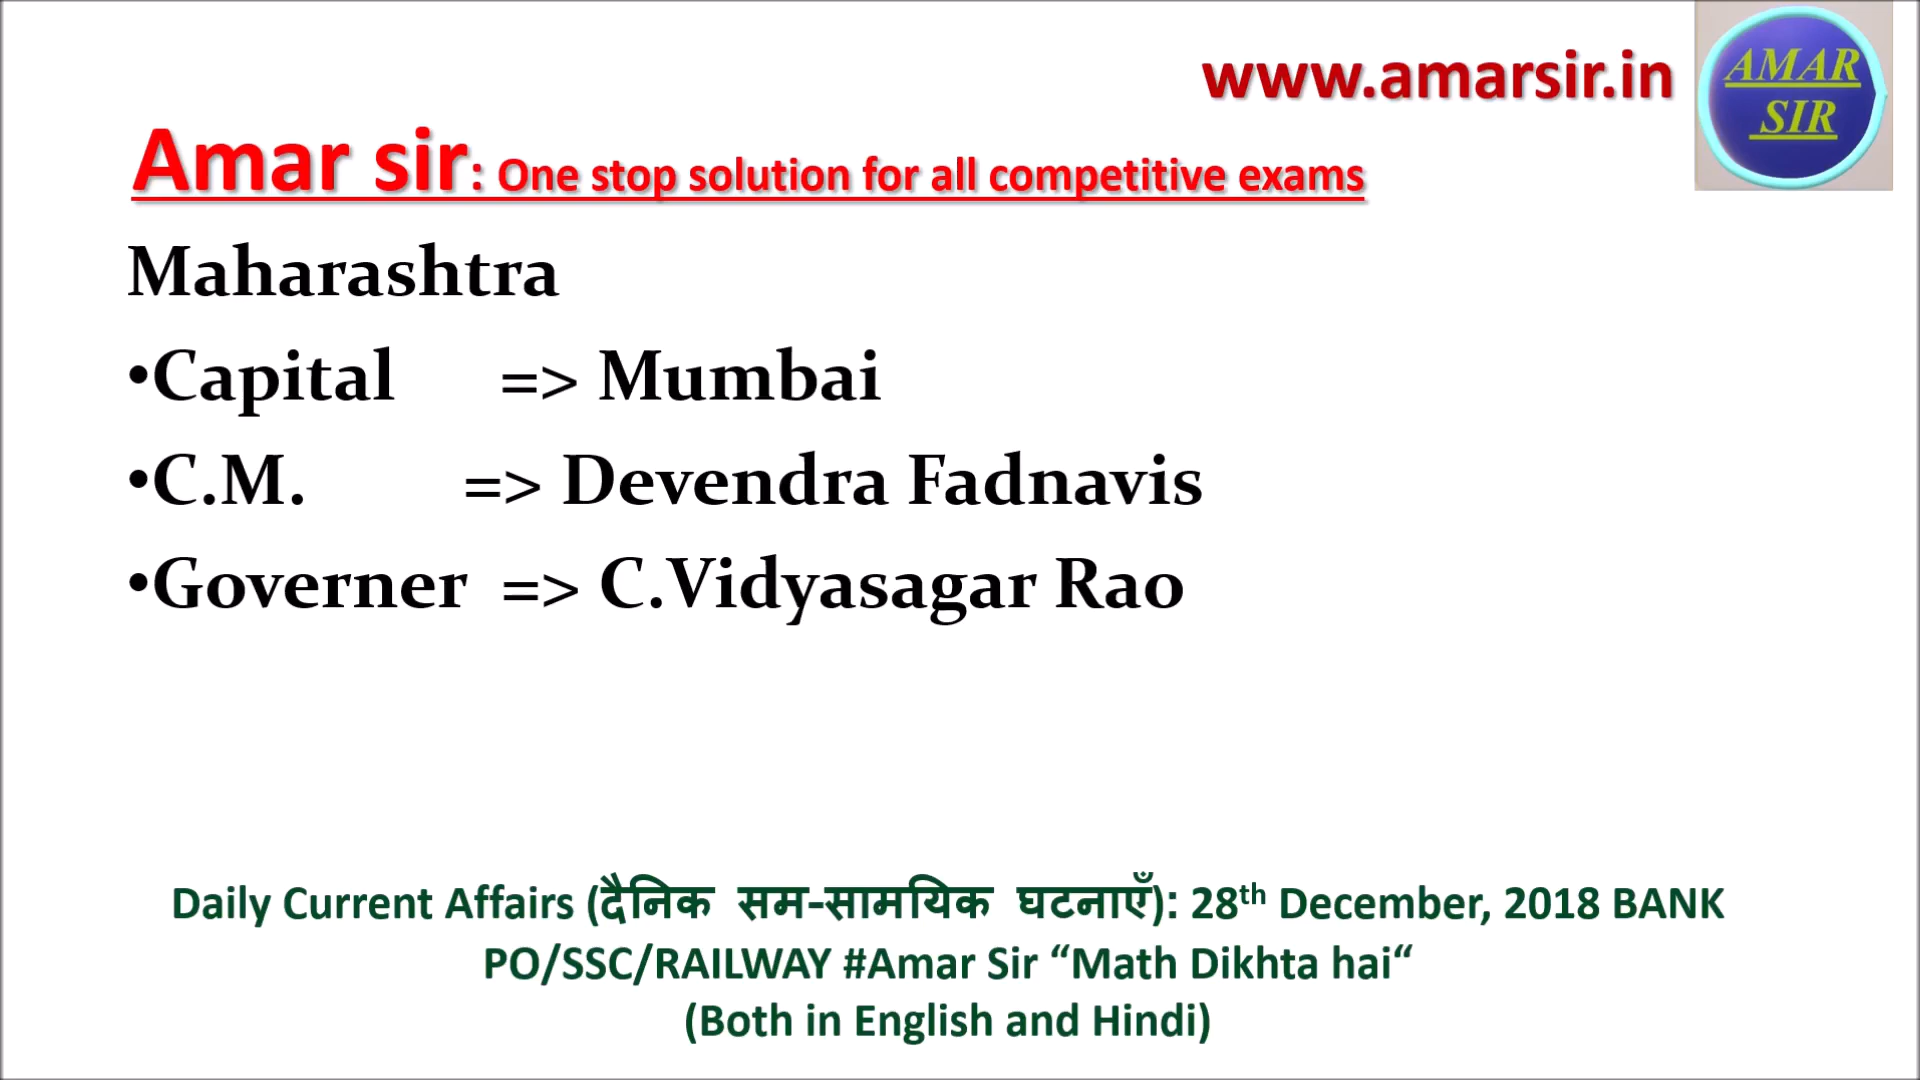 www.amarsir.in
AMAR
SIR
Amar sir: One stop solution for all competitive exams
Maharashtra
•Capital => Mumbai
•C.M. => Devendra Fadnavis
•Governer => C.Vidyasagar Rao
Daily Current Affairs (दैनिक सम-सामयिक घटनाएँ): 28th December, 2018 BANK
PO/SSC/RAILWAY #Amar Sir “Math Dikhta hai“
(Both in English and Hindi)